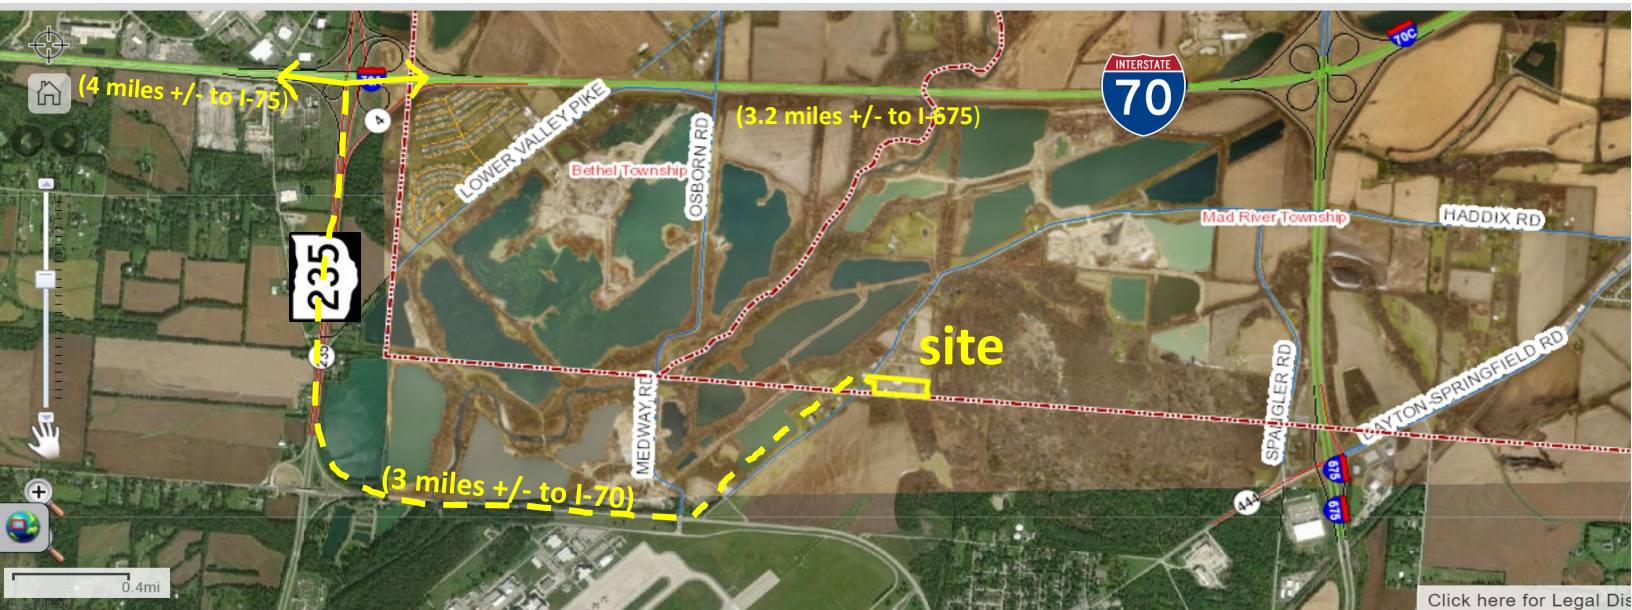 70C
INTERSTATE
70
(4 miles +/- to I-75)
4
(3.2 miles +/- to I-675)
LOWER VALLEY PIKE
OSBORN RD
Bethel Township
Mad River Township
HADDIX RD
235
235
site
MEDWAY RD
SPANGLER RD
DAYTON-SPRINGFIELD RD
(3 miles +/- to I-70)
675
444
675
0.4mi
Click here for Legal Dis